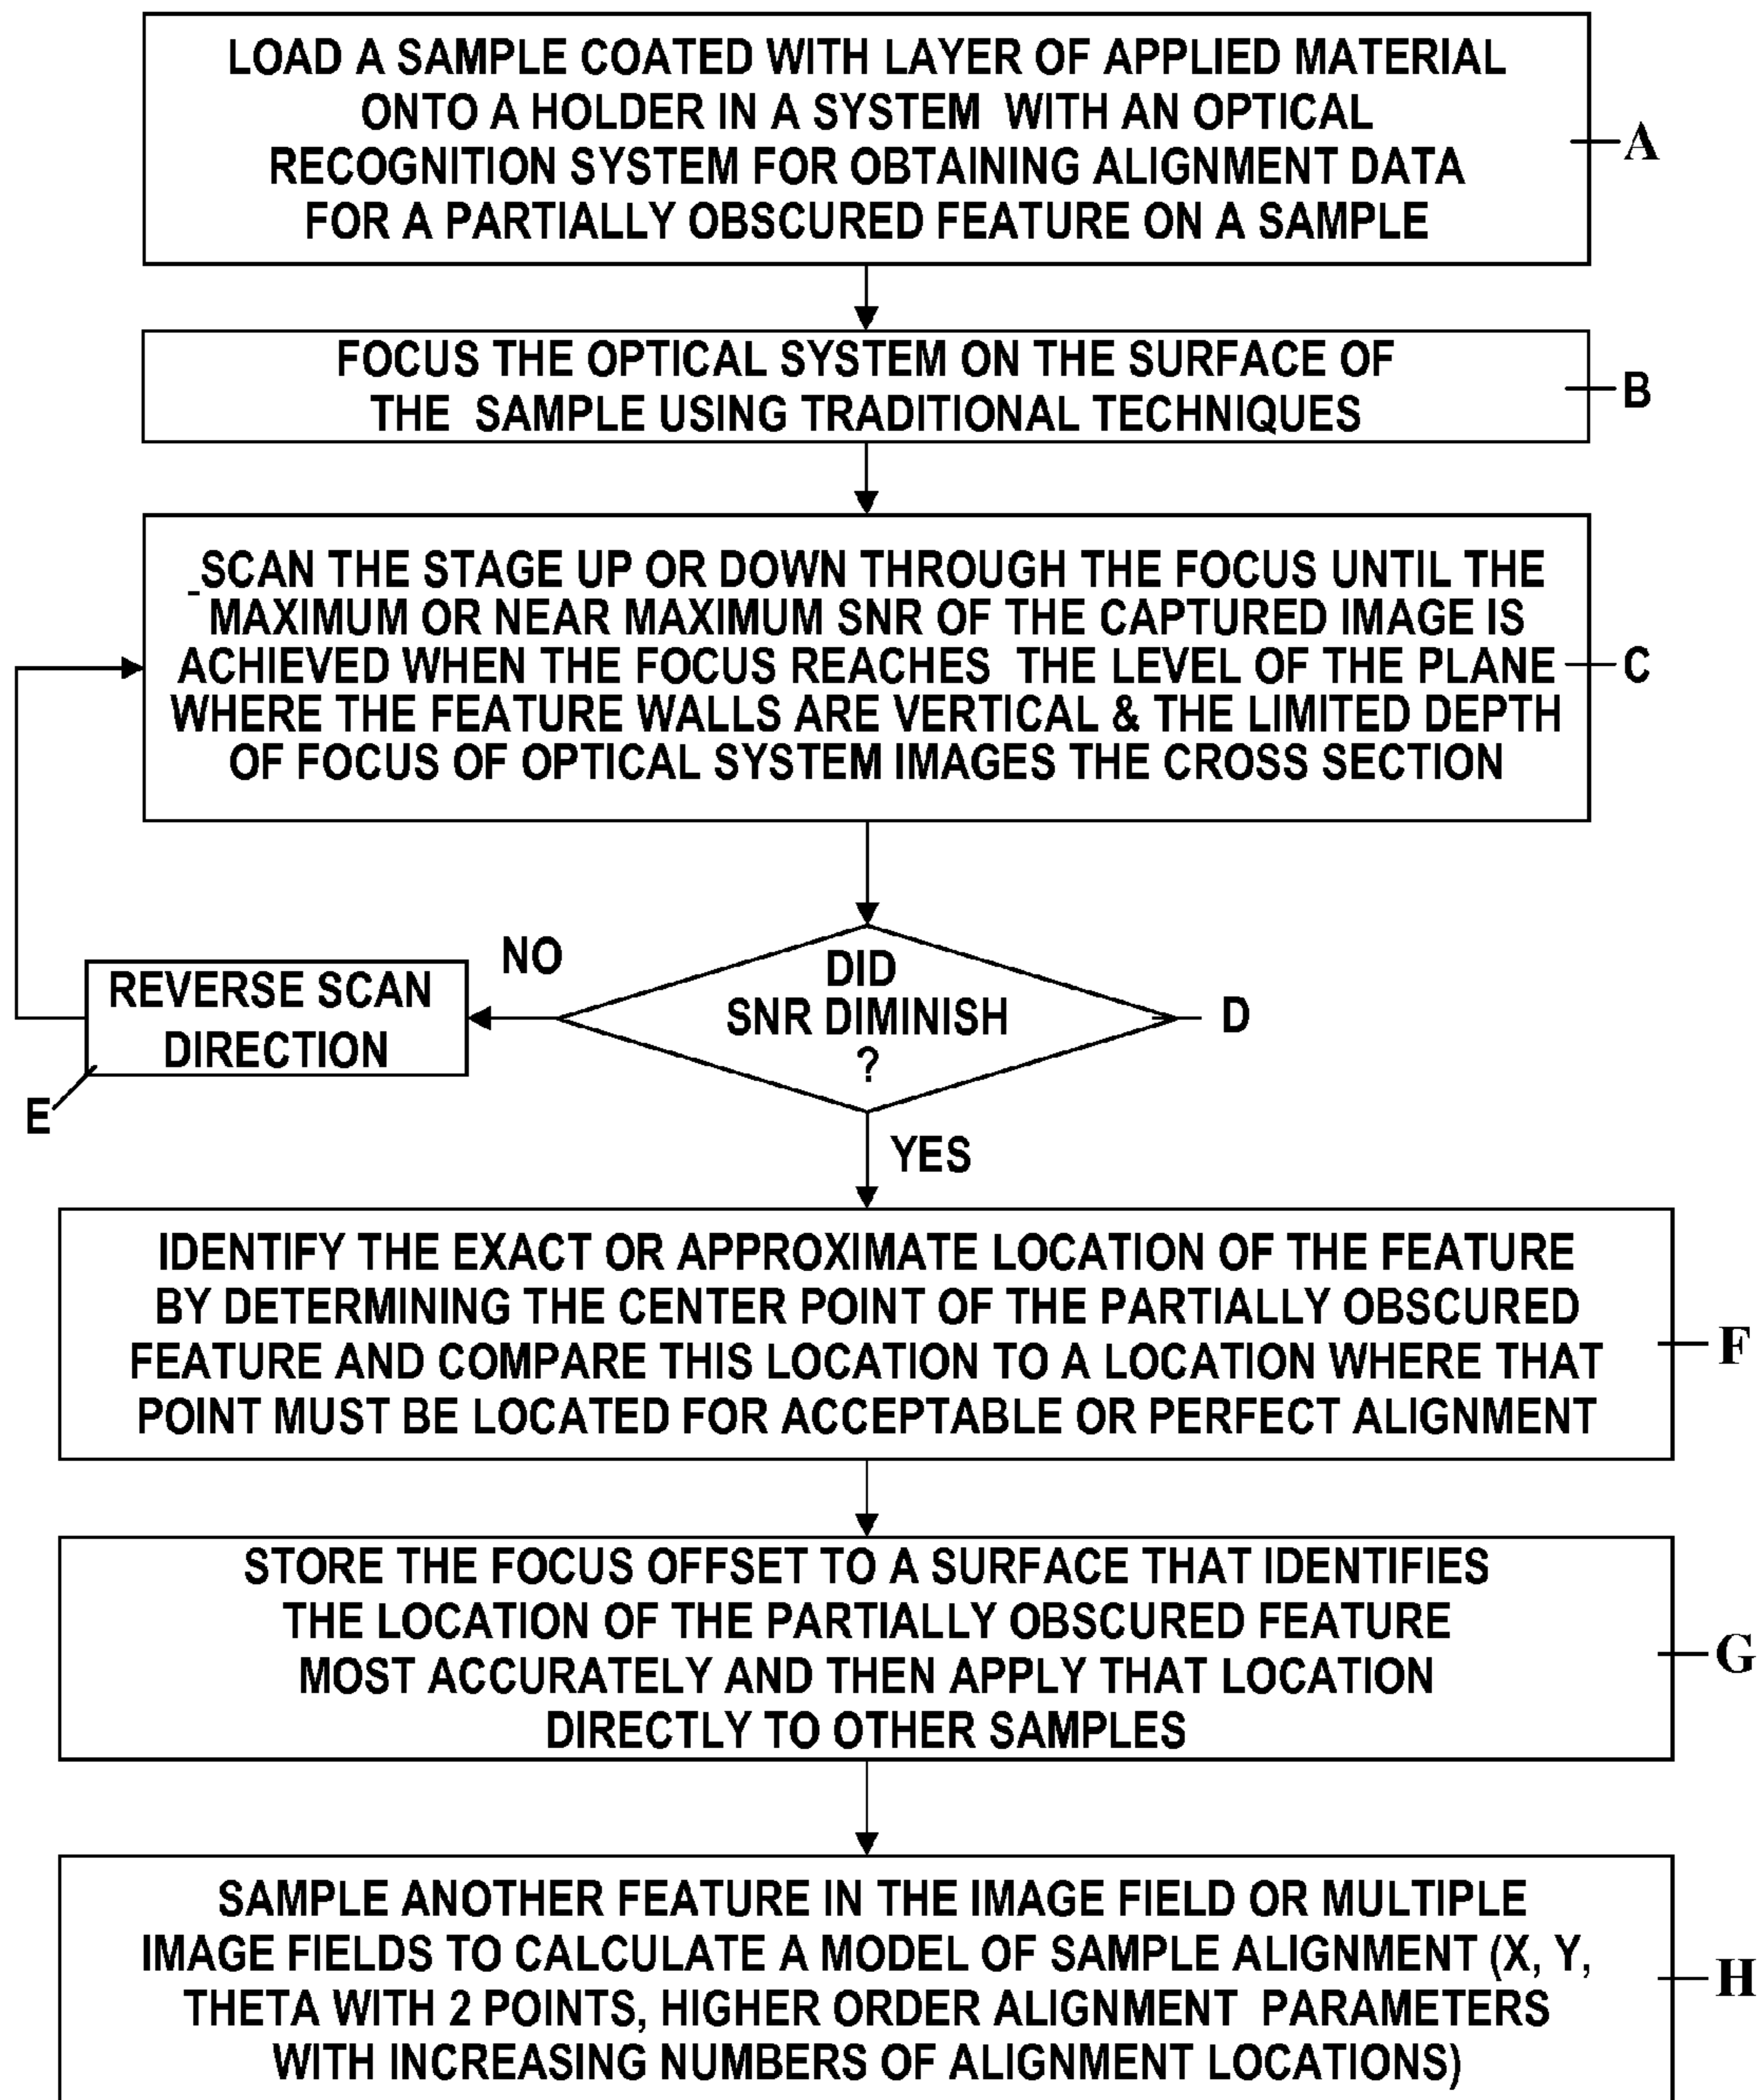 LOAD A SAMPLE COATED WITH LAYER OF APPLIED MATERIAL
ONTO A HOLDER IN A SYSTEM WITH AN OPTICAL
RECOGNITION SYSTEM FOR OBTAINING ALIGNMENT DATA
FOR A PARTIALLY OBSCURED FEATURE ON A SAMPLE
A
FOCUS THE OPTICAL SYSTEM ON THE SURFACE OF
THE SAMPLE USING TRADITIONAL TECHNIQUES
B
SCAN THE STAGE UP OR DOWN THROUGH THE FOCUS UNTIL THE
MAXIMUM OR NEAR MAXIMUM SNR OF THE CAPTURED IMAGE IS
ACHIEVED WHEN THE FOCUS REACHES THE LEVEL OF THE PLANE
WHERE THE FEATURE WALLS ARE VERTICAL & THE LIMITED DEPTH
OF FOCUS OF OPTICAL SYSTEM IMAGES THE CROSS SECTION
C
DID
SNR DIMINISH
?
D
NO
REVERSE SCAN
DIRECTION
E
YES
IDENTIFY THE EXACT OR APPROXIMATE LOCATION OF THE FEATURE
BY DETERMINING THE CENTER POINT OF THE PARTIALLY OBSCURED
FEATURE AND COMPARE THIS LOCATION TO A LOCATION WHERE THAT
POINT MUST BE LOCATED FOR ACCEPTABLE OR PERFECT ALIGNMENT
F
STORE THE FOCUS OFFSET TO A SURFACE THAT IDENTIFIES
THE LOCATION OF THE PARTIALLY OBSCURED FEATURE
MOST ACCURATELY AND THEN APPLY THAT LOCATION
DIRECTLY TO OTHER SAMPLES
G
SAMPLE ANOTHER FEATURE IN THE IMAGE FIELD OR MULTIPLE
IMAGE FIELDS TO CALCULATE A MODEL OF SAMPLE ALIGNMENT (X, Y,
THETA WITH 2 POINTS, HIGHER ORDER ALIGNMENT PARAMETERS
WITH INCREASING NUMBERS OF ALIGNMENT LOCATIONS)
H